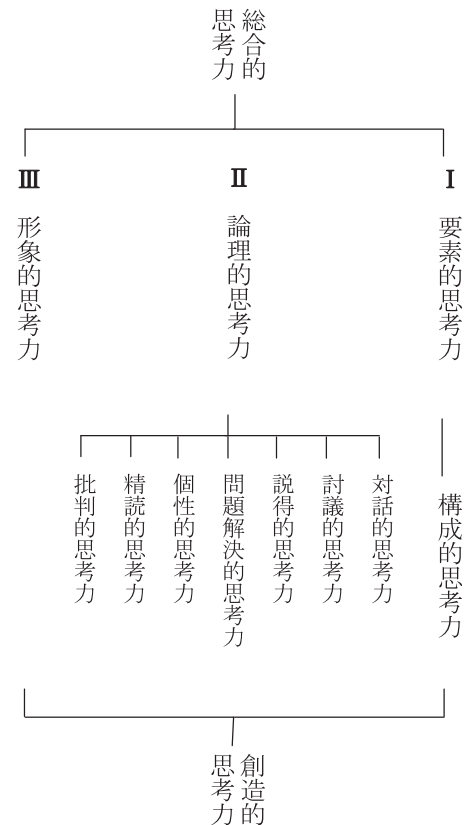 総合的
思考力
Ⅰ 要素的思考力
Ⅱ 論理的思考力
Ⅲ 形象的思考力
構成的思考力
対話的思考力
討議的思考力
説得的思考力
問題解決的思考力
個性的思考力
精読的思考力
批判的思考力
創造的
思考力